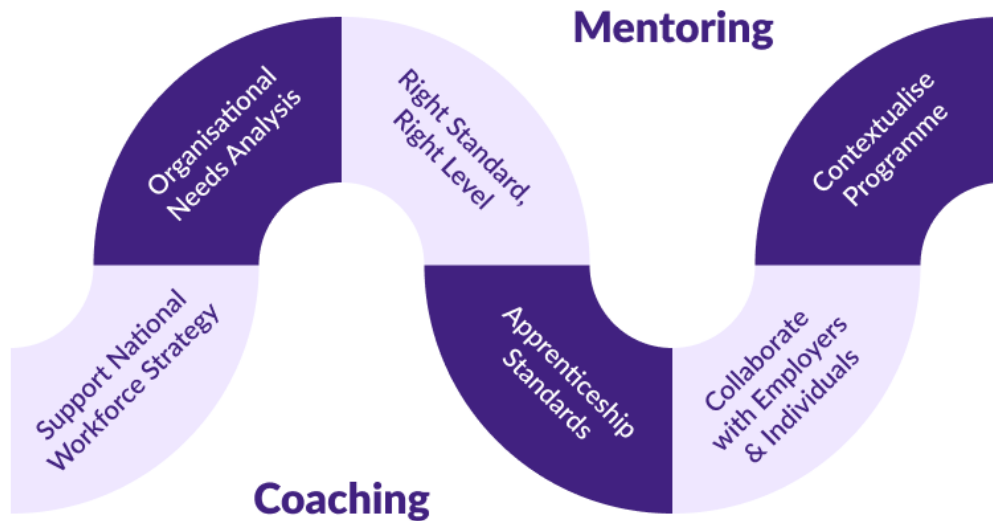 Mentoring
Support National
Workforce Strategy
Organisational
Needs Analysis
Right Standard,
Right Level
Apprenticeship
Standards
Collaborate
with Employers
& Individuals
Contextualise
Programme
Coaching